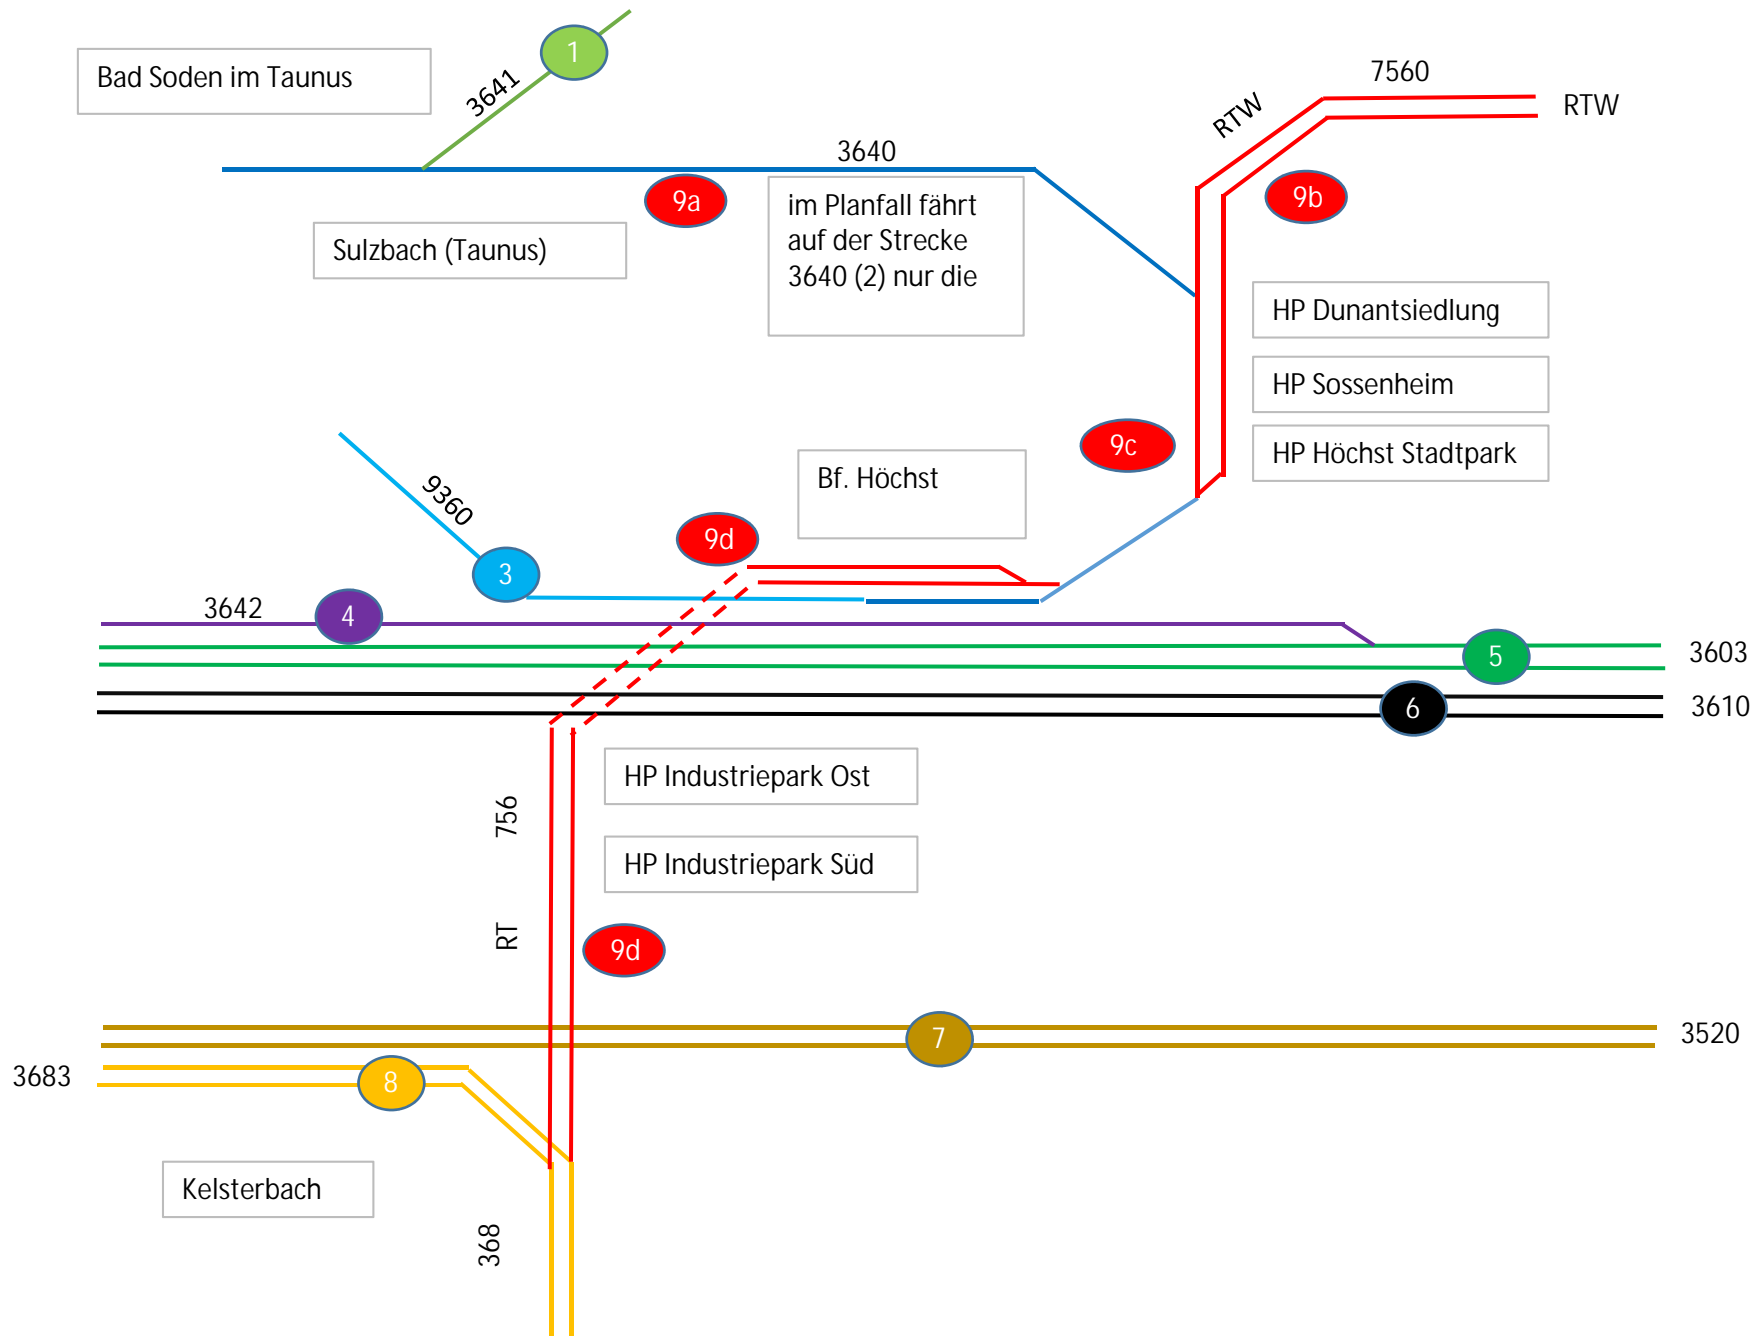 1
Bad Soden im Taunus
3641
7560
RTW
RTW
3640
9a
im Planfall fährt
auf der Strecke
3640 (2) nur die
9b
Sulzbach (Taunus)
HP Dunantsiedlung
HP Sossenheim
HP Höchst Stadtpark
9c
Bf. Höchst
9360
9d
3
3642
4
5
3603
6
3610
HP Industriepark Ost
756
HP Industriepark Süd
RT
9d
7
3520
3683
8
Kelsterbach
368